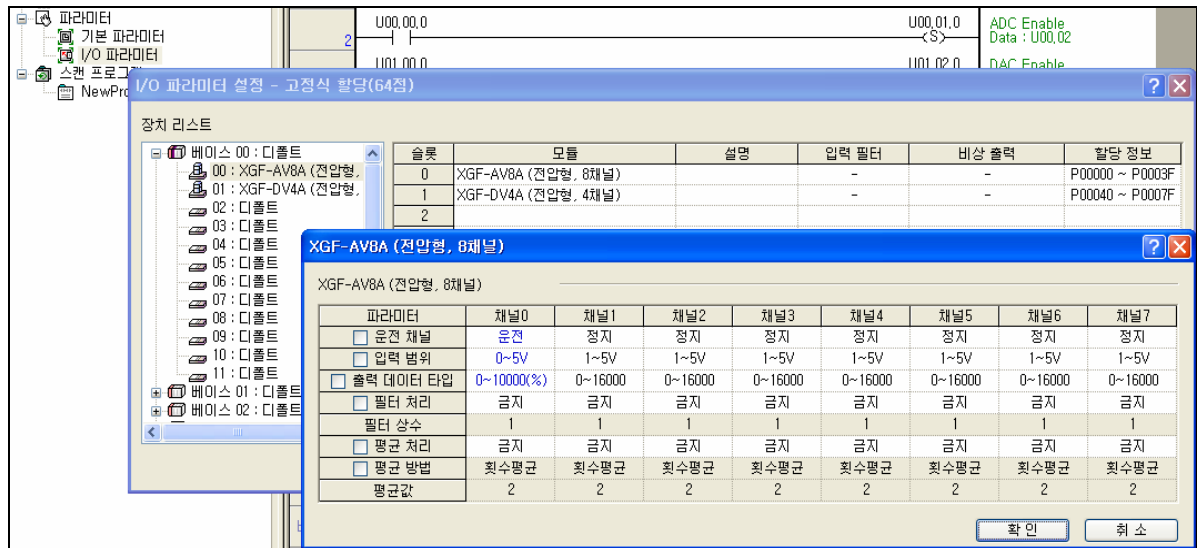 파라미터
기본 파라미터
I/O 파라미터
스캔 프로그램
NewPro
2
U00,00,0
U00,01,0
(S)
ADC Enable
Data : U00,02
U01,00,0
U01,02,0
DAC Enable
I/O 파라미터 설정 - 고정식 할당(64점)
장치 리스트
베이스 00 : 디폴트
00 : XGF-AV8A (전압형,
01 : XGF-DV4A (전압형,
02 : 디폴트
03 : 디폴트
04 : 디폴트
05 : 디폴트
06 : 디폴트
07 : 디폴트
08 : 디폴트
09 : 디폴트
10 : 디폴트
11 : 디폴트
베이스 01 : 디폴트
베이스 02 : 디폴트
슬롯 모듈 설명 입력 필터 비상 출력 할당 정보
0 XGF-AV8A (전압형, 8채널) - - P00000 ~ P0003F
1 XGF-DV4A (전압형, 4채널) - - P00040 ~ P0007F
2
XGF-AV8A (전압형, 8채널)
XGF-AV8A (전압형, 8채널)
파라미터 채널0 채널1 채널2 채널3 채널4 채널5 채널6 채널7
운전 채널 운전 정지 정지 정지 정지 정지 정지 정지
입력 범위 0~5V 1~5V 1~5V 1~5V 1~5V 1~5V 1~5V 1~5V
출력 데이터 타입 0~10000(%) 0~16000 0~16000 0~16000 0~16000 0~16000 0~16000 0~16000
필터 처리 금지 금지 금지 금지 금지 금지 금지 금지
필터 상수 1 1 1 1 1 1 1 1
평균 처리 금지 금지 금지 금지 금지 금지 금지 금지
평균 방법 횟수평균 횟수평균 횟수평균 횟수평균 횟수평균 횟수평균 횟수평균 횟수평균
평균값 2 2 2 2 2 2 2 2
확 인 취 소